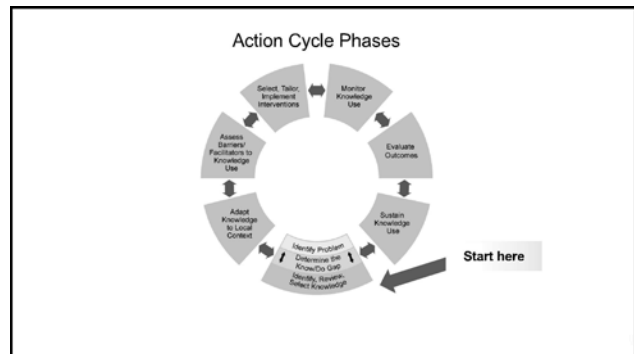 Action Cycle Phases
Select, Tailor,
Implement
Interventions
Monitor
Knowledge
Use
Assess
Barriers/
Facilitators to
Knowledge
Use
Evaluate
Outcomes
Adapt
Knowledge
to Local
Context
Sustain
Knowledge
Use
Identify Problem
Determine the
Know/Do Gap
Identify, Review,
Select Knowledge
Start here